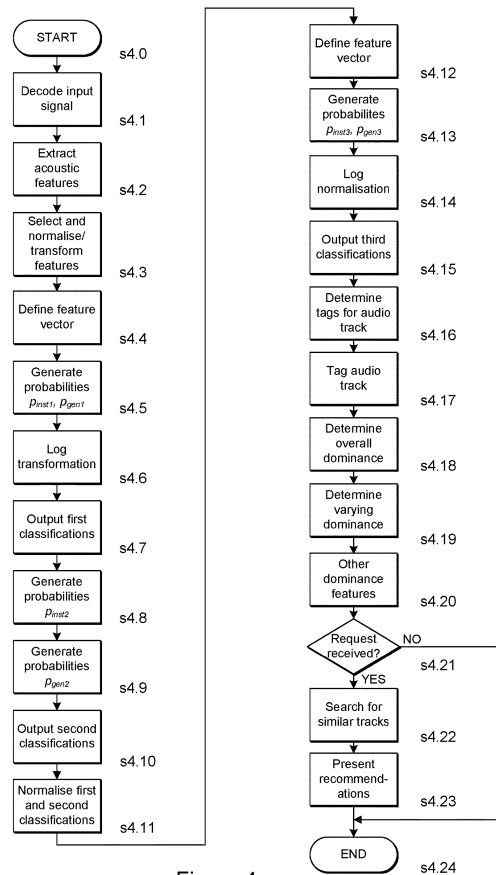 START
s4.0
Decode input
signal
s4.1
Extract
acoustic
features
s4.2
Select and
normalise/
transform
features
s4.3
Define feature
vector
s4.4
Generate
probabilities
pinst1, pgen1
s4.5
Log
transformation
s4.6
Output first
classifications
s4.7
Generate
probabilities
pinst2
s4.8
Generate
probabilities
pgen2
s4.9
Output second
classifications
s4.10
Normalise first
and second
classifications
s4.11
Define feature
vector
s4.12
Generate
probabilites
pinst3, pgen3
s4.13
Log
normalisation
s4.14
Output third
classifications
s4.15
Determine
tags for audio
track
s4.16
Tag audio
track
s4.17
Determine
overall
dominance
s4.18
Determine
varying
dominance
s4.19
Other
dominance
features
s4.20
Request
received?
NO
s4.21
YES
Search for
similar tracks
s4.22
Present
recommend-
ations
s4.23
END
s4.24